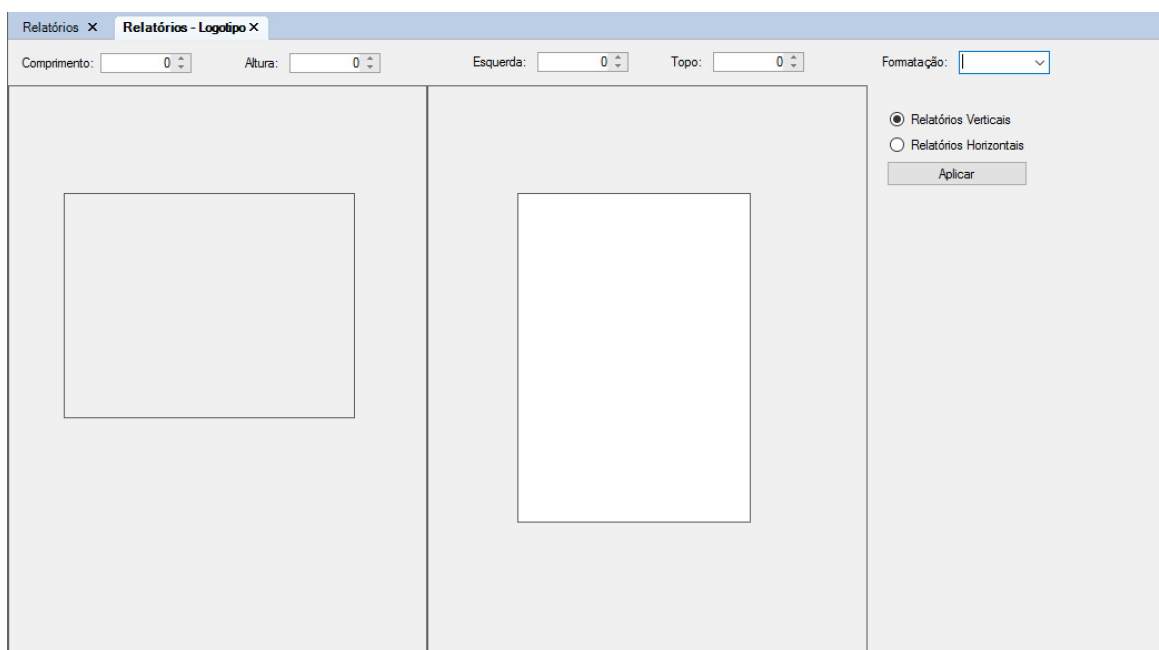 Relatórios X Relatórios - Logotipo X
Comprimento: 0 Altura: 0 Esquerda: 0 Topo: 0 Formatação:
Relatórios Verticais
Relatórios Horizontais
Aplicar